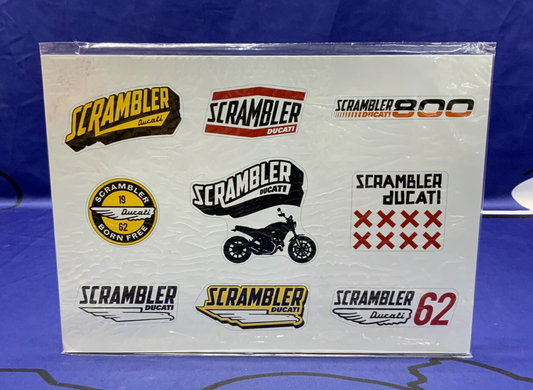 SCRAMBLER
Ducati
SCRAMBLER
DUCATI
SCRAMBLER
DUCATI 800
SCRAMBLER
19
Ducati
62
BORN FREE
SCRAMBLER
DUCATI
SCRAMBLER
DUCATI
SCRAMBLER
DUCATI
SCRAMBLER
DUCATI
SCRAMBLER
Ducati 62